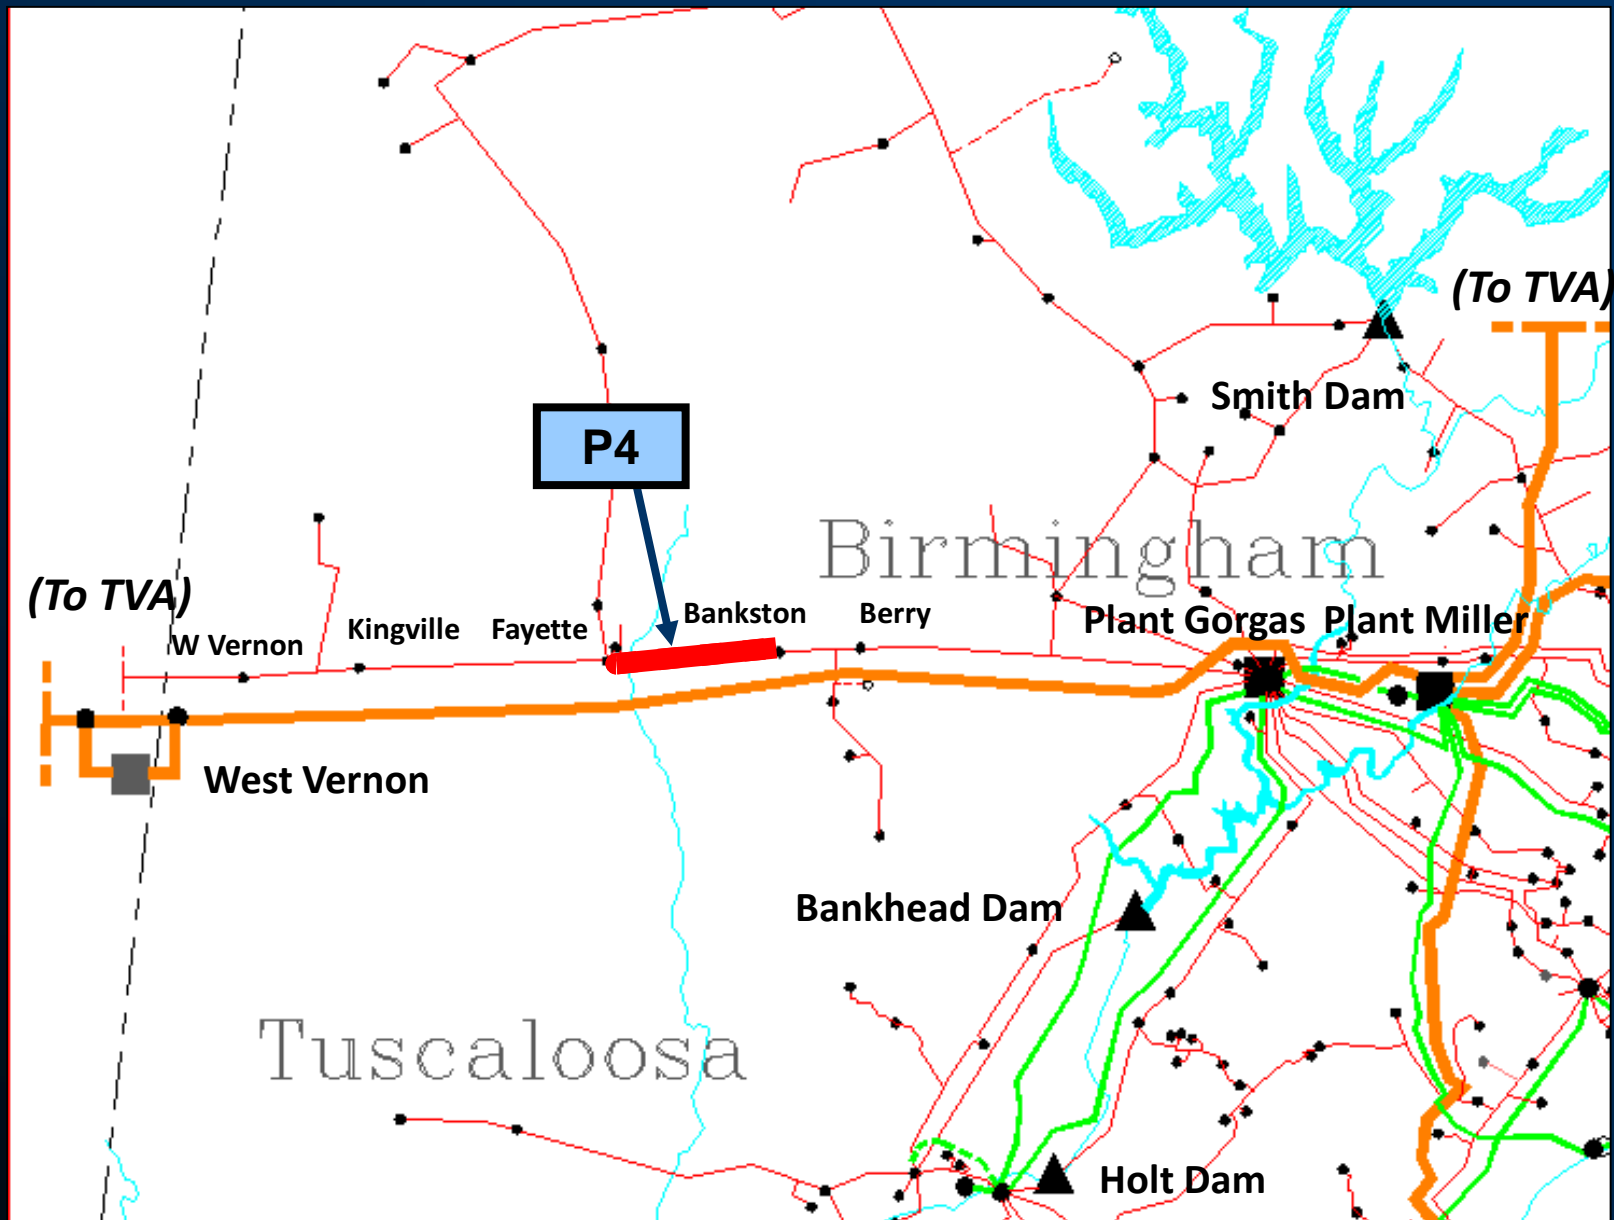 (To TVA)
Smith Dam
P4
Birmingham
(To TVA)
W Vernon
Kingville
Fayette
Bankston
Berry
Plant Gorgas
Plant Miller
West Vernon
Bankhead Dam
Tuscaloosa
Holt Dam